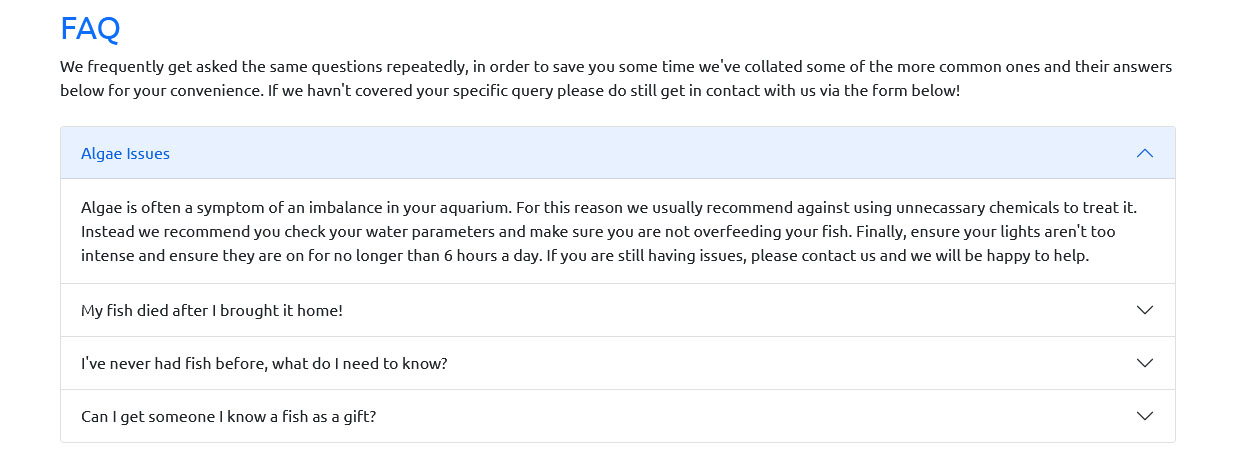 FAQ
We frequently get asked the same questions repeatedly, in order to save you some time we've collated some of the more common ones and their answers
below for your convenience. If we havn't covered your specific query please do still get in contact with us via the form below!
Algae Issues
Algae is often a symptom of an imbalance in your aquarium. For this reason we usually recommend against using unnecassary chemicals to treat it.
Instead we recommend you check your water parameters and make sure you are not overfeeding your fish. Finally, ensure your lights aren't too
intense and ensure they are on for no longer than 6 hours a day. If you are still having issues, please contact us and we will be happy to help.
My fish died after I brought it home!
I've never had fish before, what do I need to know?
Can I get someone I know a fish as a gift?